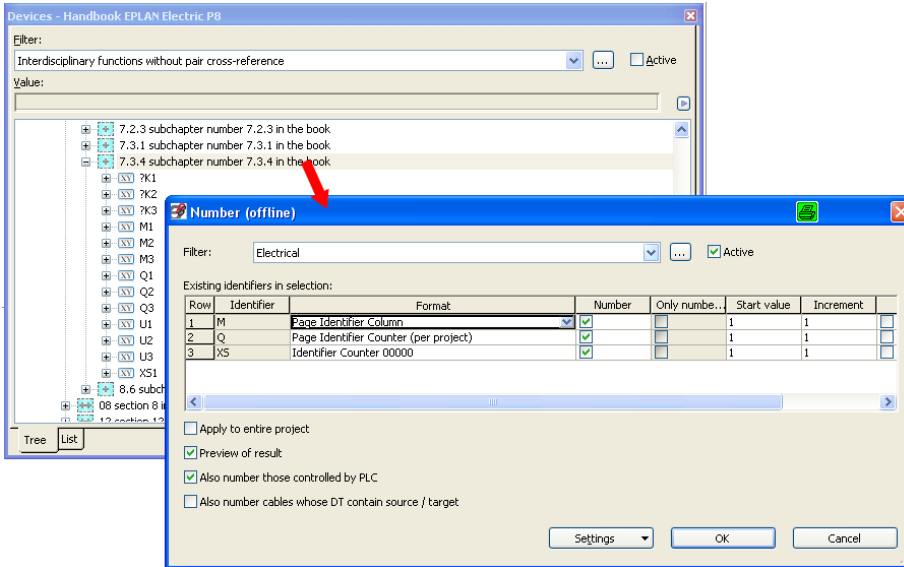 Devices - Handbook EPLAN Electric P8
Filter:
Interdisciplinary functions without pair cross-reference
...
Active
Value:
7.2.3 subchapter number 7.2.3 in the book
7.3.1 subchapter number 7.3.1 in the book
7.3.4 subchapter number 7.3.4 in the book
?K1
?K2
?K3
M1
M2
M3
Q1
Q2
Q3
U1
U2
U3
XS1
8.6 subch
08 section 8 i
Tree List
Number (offline)
Filter: Electrical ... Active
Existing identifiers in selection:
Row Identifier Format Number Only numbe... Start value Increment
1 M Page Identifier Column 1 1
2 Q Page Identifier Counter (per project) 1 1
3 XS Identifier Counter 00000 1 1
Apply to entire project
Preview of result
Also number those controlled by PLC
Also number cables whose DT contain source / target
Settings OK Cancel